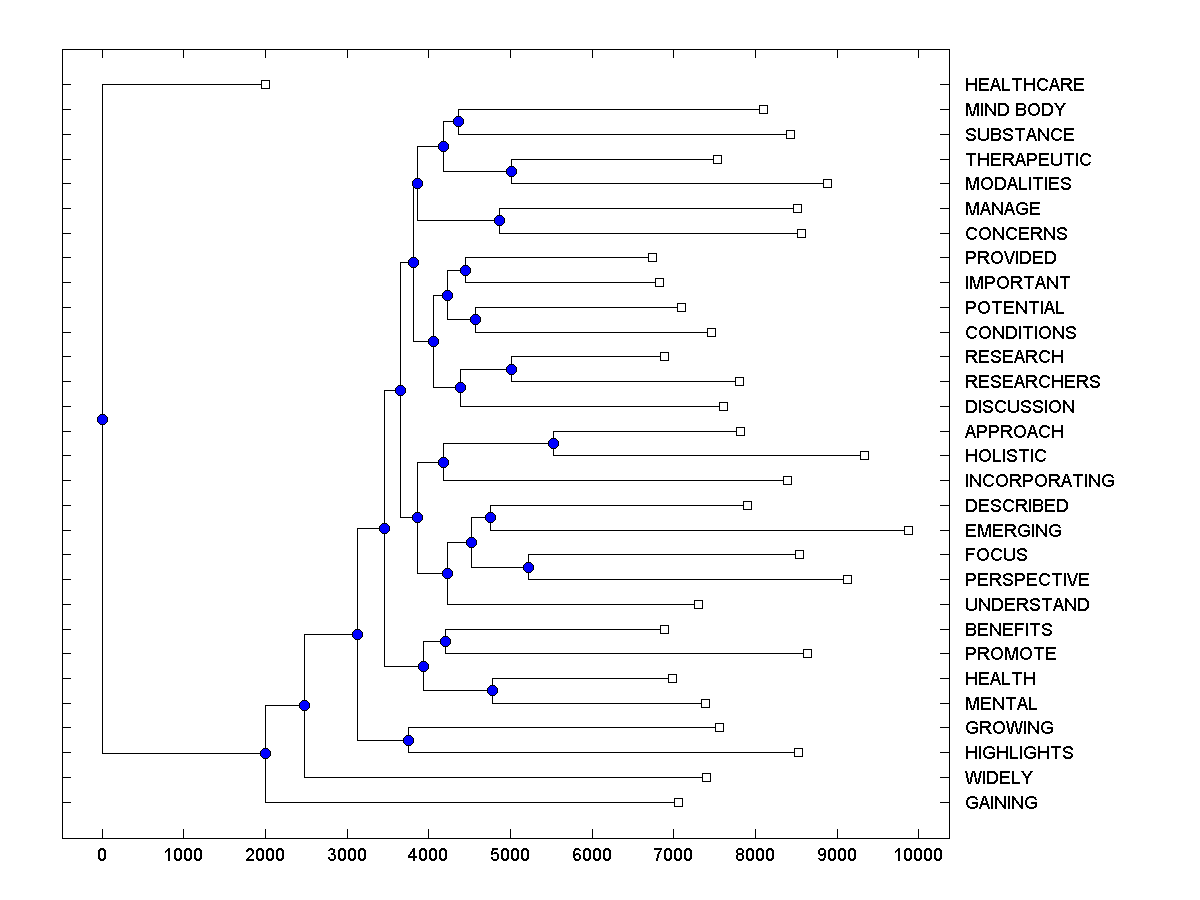 HEALTHCARE
MIND BODY
SUBSTANCE
THERAPEUTIC
MODALITIES
MANAGE
CONCERNS
PROVIDED
IMPORTANT
POTENTIAL
CONDITIONS
RESEARCH
RESEARCHERS
DISCUSSION
APPROACH
HOLISTIC
INCORPORATING
DESCRIBED
EMERGING
FOCUS
PERSPECTIVE
UNDERSTAND
BENEFITS
PROMOTE
HEALTH
MENTAL
GROWING
HIGHLIGHTS
WIDELY
GAINING
0 1000 2000 3000 4000 5000 6000 7000 8000 9000 10000